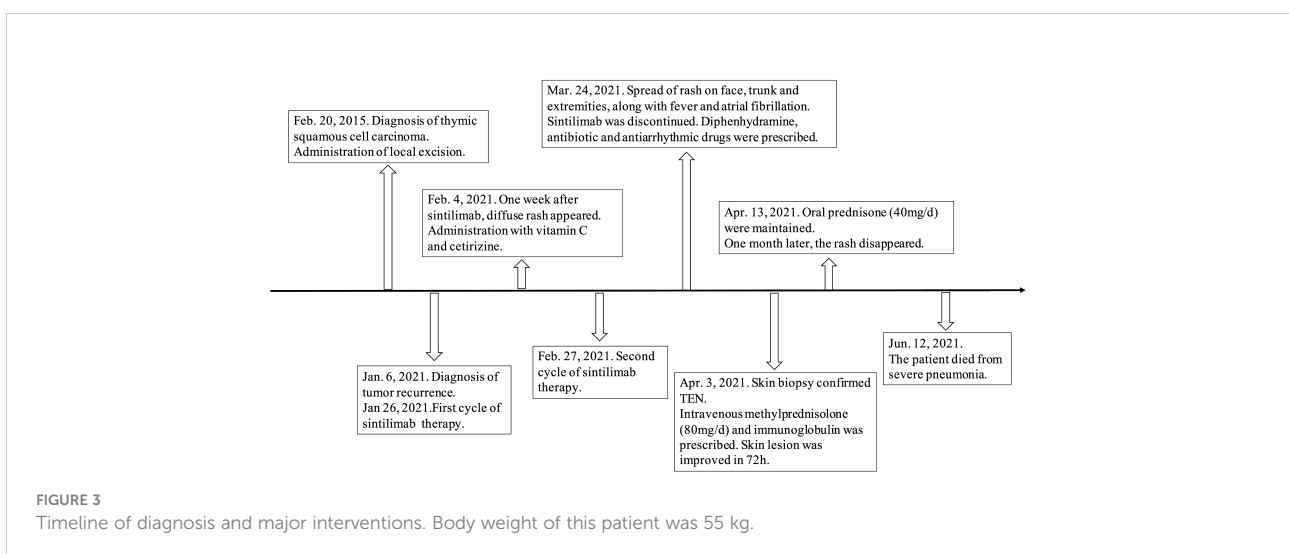 Feb. 20, 2015. Diagnosis of thymic
squamous cell carcinoma.
Administration of local excision.
Jan. 6, 2021. Diagnosis of
tumor recurrence.
Jan 26, 2021.First cycle of
sintilimab therapy.
Feb. 4, 2021. One week after
sintilimab, diffuse rash appeared.
Administration with vitamin C
and cetirizine.
Feb. 27, 2021. Second
cycle of sintilimab
therapy.
Mar. 24, 2021. Spread of rash on face, trunk and
extremities, along with fever and atrial fibrillation.
Sintilimab was discontinued. Diphenhydramine,
antibiotic and antiarrhythmic drugs were prescribed.
Apr. 3, 2021. Skin biopsy confirmed
TEN.
Intravenous methylprednisolone
(80mg/d) and immunoglobulin was
prescribed. Skin lesion was
improved in 72h.
Apr. 13, 2021. Oral prednisone (40mg/d)
were maintained.
One month later, the rash disappeared.
Jun. 12, 2021.
The patient died from
severe pneumonia.
FIGURE 3
Timeline of diagnosis and major interventions. Body weight of this patient was 55 kg.